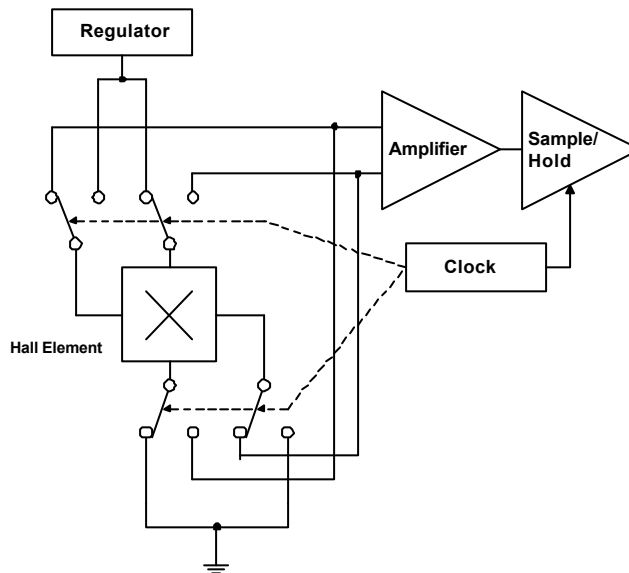 Regulator
Amplifier
Sample/
Hold
Clock
Hall Element